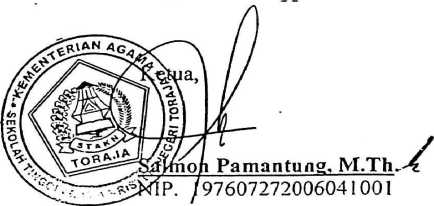 KEMENTERIAN AGAMA
SEKOLAH TINGGI NEGERI TORAJA
STAKN
TORAJA
Ketua,
Salmon Pamantung, M.Th.
NIP. 197607272006041001